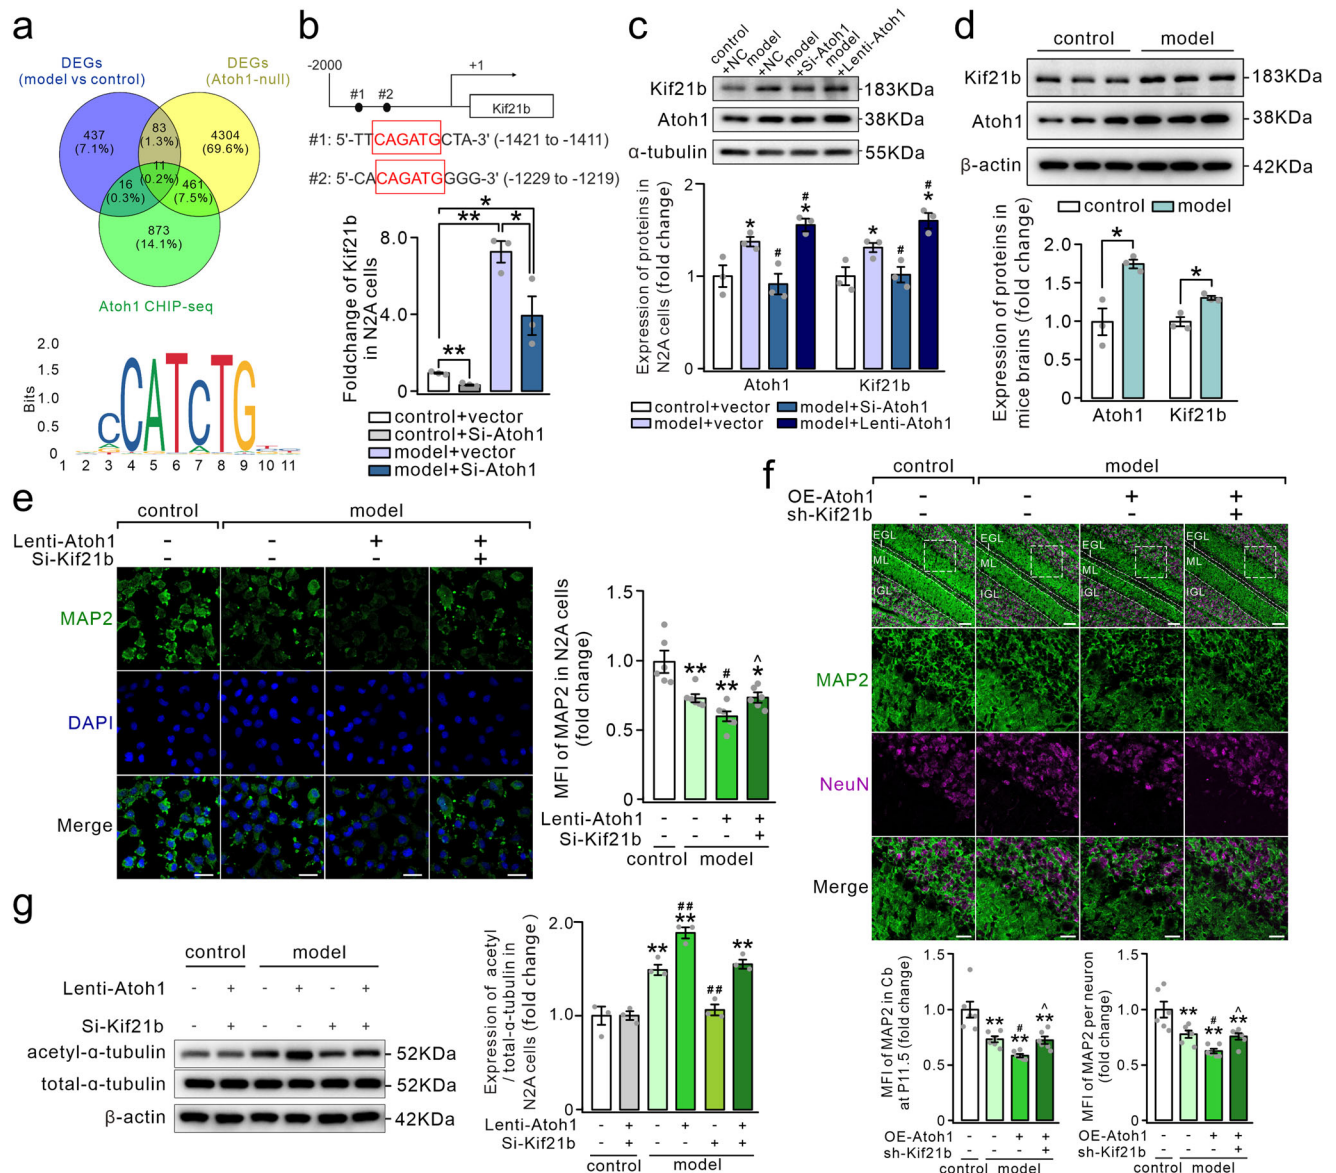 a
DEGs
(model vs control)
DEGs
(Atoh1-null)
437
(7.1%)
83
(1.3%)
4304
(69.6%)
11
(0.2%)
16
(0.3%)
461
(7.5%)
873
(14.1%)
Atoh1 CHIP-seq
Bits
2.0
1.5
1.0
0.5
0
CCATCTG
1 2 3 4 5 6 7 8 9 10 11
b
-2000
+1
#1 #2
Kif21b
#1: 5'-TTCAGATGCTA-3' (-1421 to -1411)
#2: 5'-CACAGATGGGG-3' (-1229 to -1219)
Foldchange of Kif21b
in N2A cells
8.0
4.0
0
** ** * *
control+vector
control+Si-Atoh1
model+vector
model+Si-Atoh1
c
control
+NC
model
+NC
model
+Si-Atoh1
model
+Lenti-Atoh1
Kif21b
183KDa
Atoh1
38KDa
α-tubulin
55KDa
Expression of proteins in
N2A cells (fold change)
2
1
0
* # # * * # # *
Atoh1 Kif21b
control+vector
model+vector
model+Si-Atoh1
model+Lenti-Atoh1
d
control model
Kif21b
183KDa
Atoh1
38KDa
β-actin
42KDa
control model
Expression of proteins in
mice brains (fold change)
2.0
1.5
1.0
0
* *
Atoh1 Kif21b
e
control model
Lenti-Atoh1 - - + +
Si-Kif21b +
MAP2
DAPI
Merge
MFI of MAP2 in N2A cells
(fold change)
1.5
1.0
0.5
0
** # ** ^ *
Lenti-Atoh1 - - + +
Si-Kif21b +
control model
f
control model
OE-Atoh1 - - + +
sh-Kif21b +
EGL ML IGL
EGL ML IGL
EGL ML IGL
EGL ML IGL
MAP2
NeuN
Merge
MFI of MAP2 in Cb
at P11.5 (fold change)
1.5
1.0
0.5
0
** # ** ^ **
OE-Atoh1 - - + +
sh-Kif21b +
control model
MFI of MAP2 per neuron
(fold change)
1.5
1.0
0.5
0
** # ** ^ **
OE-Atoh1 - - + +
sh-Kif21b +
control model
g
control model
Lenti-Atoh1 - + - + - +
Si-Kif21b - + - - + +
acetyl-α-tubulin
52KDa
total-α-tubulin
52KDa
β-actin
42KDa
Expression of acetyl
/ total-α-tubulin in
N2A cells (fold change)
2.0
1.0
0
** ## ** ## **
Lenti-Atoh1 - + - + - +
Si-Kif21b - + - - + +
control model